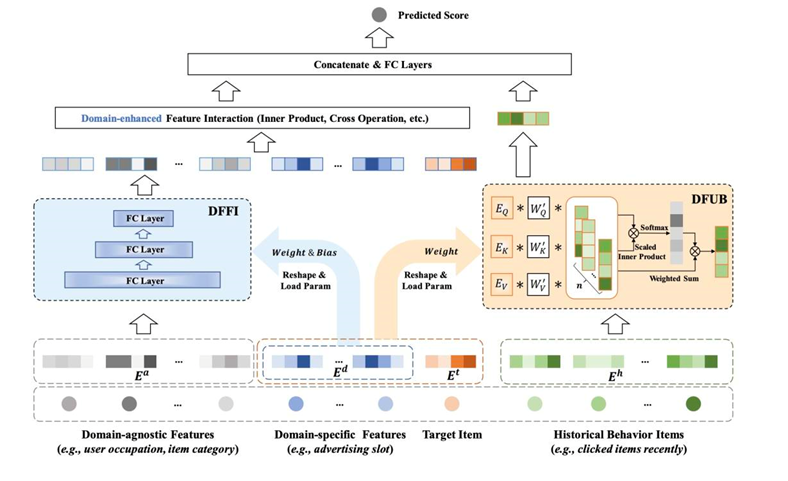 Predicted Score
Concatenate & FC Layers
Domain-enhanced Feature Interaction (Inner Product, Cross Operation, etc.)
...
...
...
DFFI
FC Layer
FC Layer
FC Layer
Weight & Bias
Reshape &
Load Param
Weight
Reshape &
Load Param
DFUB
E_Q * W'_Q *
E_K * W'_K *
E_V * W'_V *
n
...
Softmax
Scaled
Inner Product
Weighted Sum
...
E^a
...
E^d
E^t
...
E^h
...
...
...
Domain-agnostic Features
(e.g., user occupation, item category)
Domain-specific Features
(e.g., advertising slot)
Target Item
Historical Behavior Items
(e.g., clicked items recently)